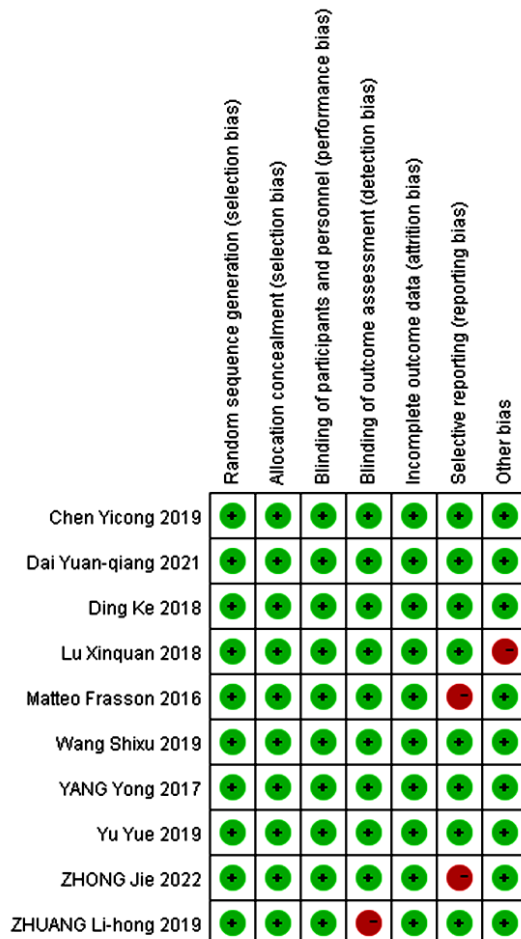 Random sequence generation (selection bias)
Allocation concealment (selection bias)
Blinding of participants and personnel (performance bias)
Blinding of outcome assessment (detection bias)
Incomplete outcome data (attrition bias)
Selective reporting (reporting bias)
Other bias
Chen Yicong 2019 + + + + + + +
Dai Yuan-qiang 2021 + + + + + + +
Ding Ke 2018 + + + + + + +
Lu Xinquan 2018 + + + + + + -
Matteo Frasson 2016 + + + + + - +
Wang Shixu 2019 + + + + + + +
YANG Yong 2017 + + + + + + +
Yu Yue 2019 + + + + + + +
ZHONG Jie 2022 + + + + + - +
ZHUANG Li-hong 2019 + + + - + + +